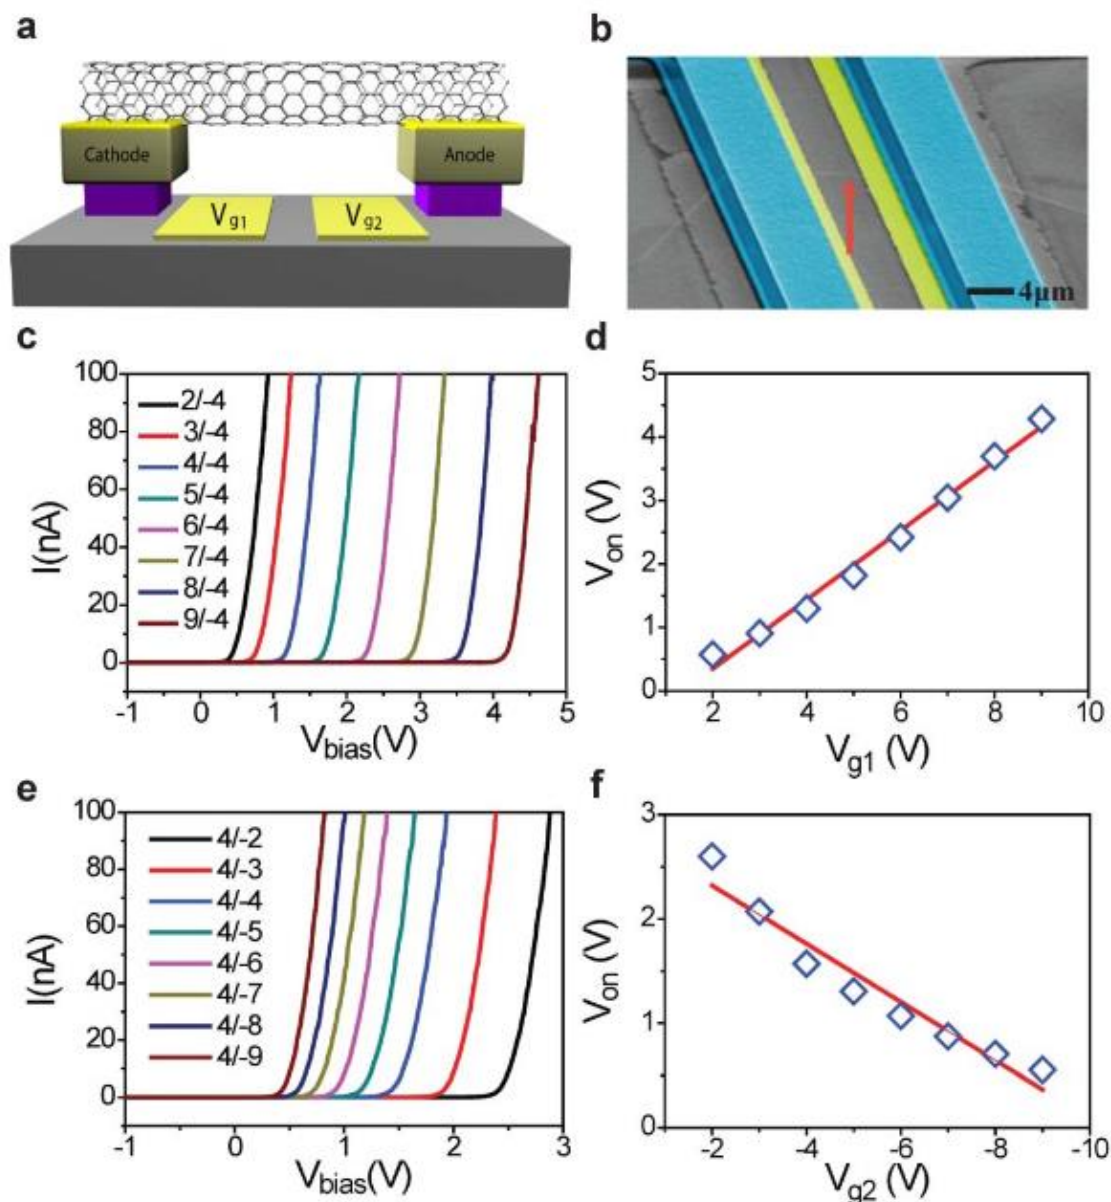 a
Cathode
Anode
Vg1
Vg2
b
4μm
c
100
80
60
40
20
0
I(nA)
2/-4
3/-4
4/-4
5/-4
6/-4
7/-4
8/-4
9/-4
-1 0 1 2 3 4 5
Vbias(V)
d
5
4
3
2
1
0
Von (V)
2 4 6 8 10
Vg1 (V)
e
100
80
60
40
20
0
I(nA)
4/-2
4/-3
4/-4
4/-5
4/-6
4/-7
4/-8
4/-9
-1 0 1 2 3
Vbias(V)
f
3
2
1
0
Von (V)
-2 -4 -6 -8 -10
Vg2 (V)